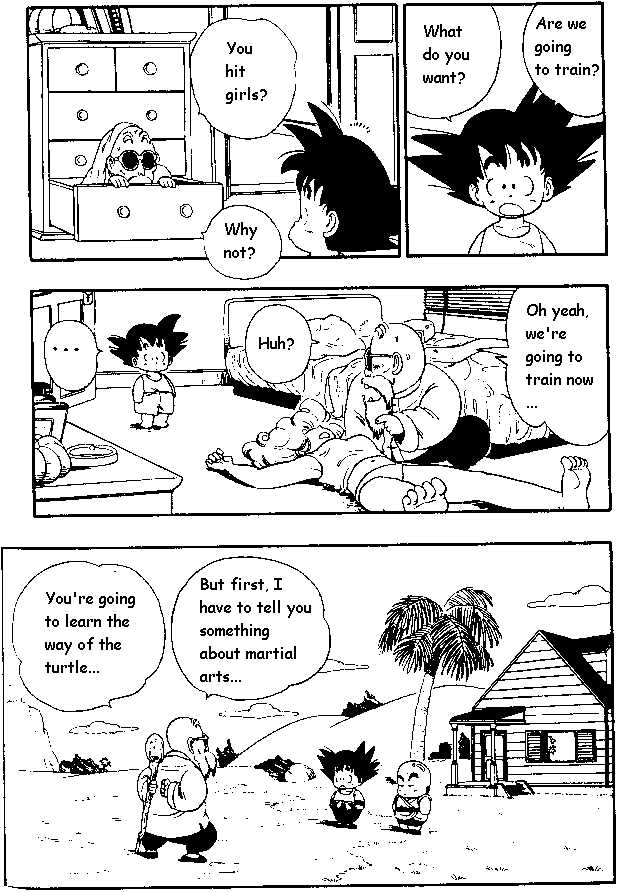 You
hit
girls?
Why
not?
What
do you
want?
Are we
going
to train?
...
Huh?
Oh yeah,
we're
going to
train now
...
You're going
to learn the
way of the
turtle...
But first, I
have to tell you
something
about martial
arts...